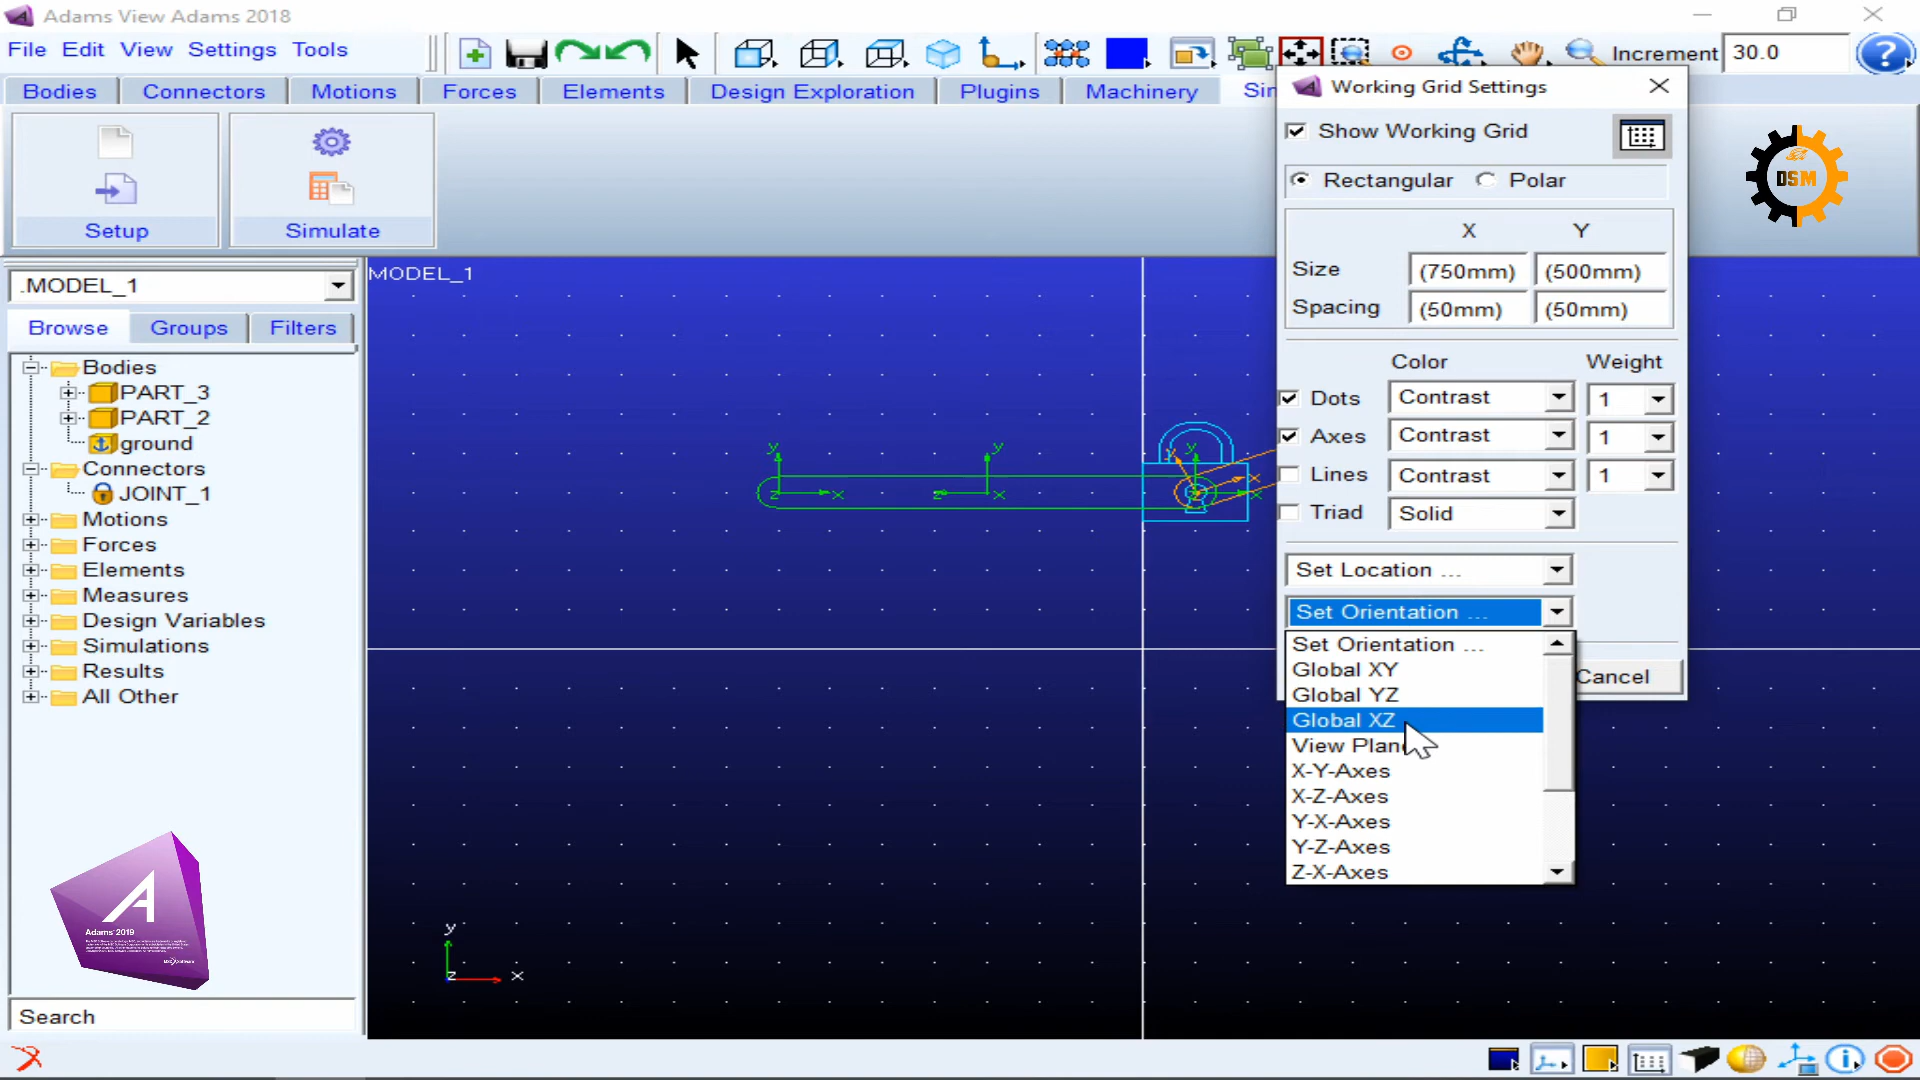 Adams View Adams 2018
File Edit View Settings Tools
Increment 30.0
Bodies Connectors Motions Forces Elements Design Exploration Plugins Machinery Sim
Setup
Simulate
Working Grid Settings
Show Working Grid
Rectangular Polar
X Y
Size (750mm) (500mm)
Spacing (50mm) (50mm)
Color Weight
Dots Contrast 1
Axes Contrast 1
Lines Contrast 1
Triad Solid
Set Location ...
Set Orientation ...
Set Orientation ...
Global XY
Global YZ
Global XZ
View Plan
X-Y-Axes
X-Z-Axes
Y-X-Axes
Y-Z-Axes
Z-X-Axes
Cancel
DSM
.MODEL_1
Browse Groups Filters
Bodies
PART_3
PART_2
ground
Connectors
JOINT_1
Motions
Forces
Elements
Measures
Design Variables
Simulations
Results
All Other
Adams 2019
Search
MODEL_1
y y y y
z x z x x x
y
z x